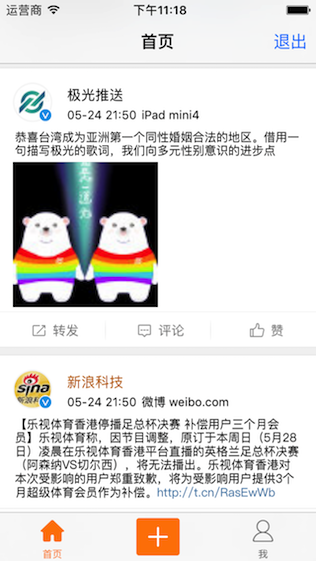 运营商 下午11:18
首页 退出
极光推送
05-24 21:50 iPad mini4
恭喜台湾成为亚洲第一个同性婚姻合法的地区。借用一
句描写极光的歌词，我们向多元性别意识的进步点
转发 评论 赞
sina
新浪科技
05-24 21:50 微博 weibo.com
【乐视体育香港停播足总杯决赛 补偿用户三个月会
员】乐视体育称，因节目调整，原订于本周日（5月28
日）凌晨在乐视体育香港平台直播的英格兰足总杯决赛
（阿森纳VS切尔西），将无法播出。乐视体育香港对
本次受影响的用户郑重致歉，将为受影响用户提供3个
月超级体育会员作为补偿。http://t.cn/RasEwWb
首页 我